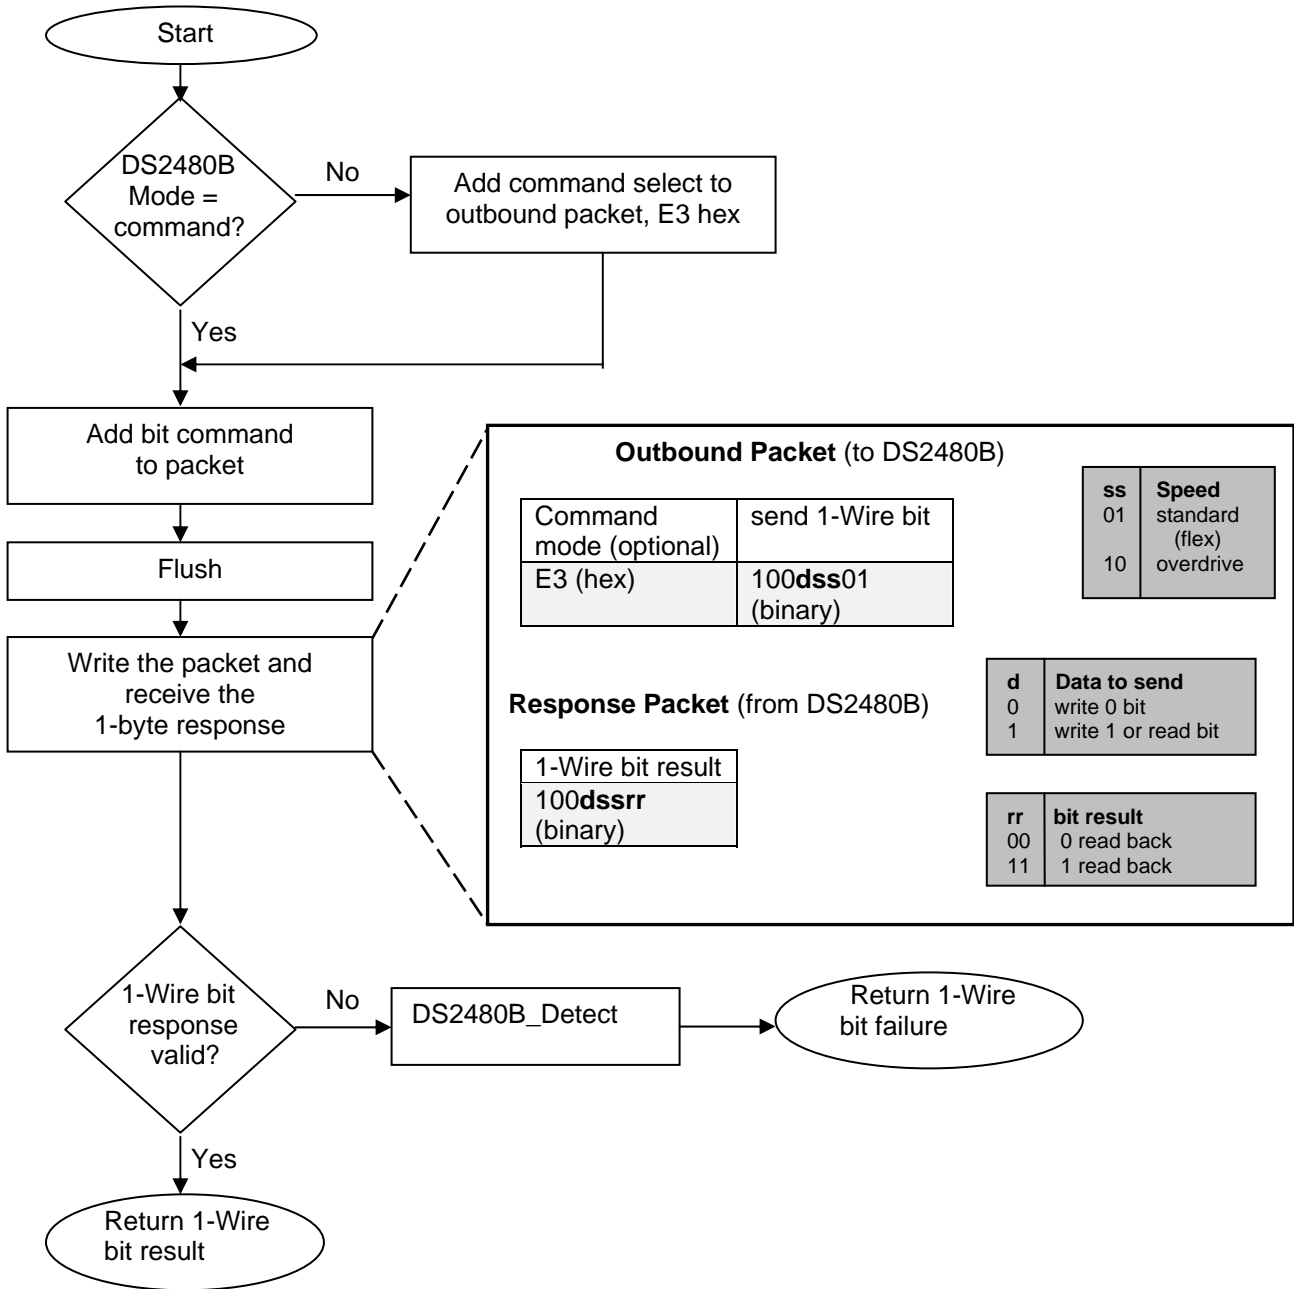 Start
DS2480B
Mode =
command?
No
Add command select to
outbound packet, E3 hex
Yes
Add bit command
to packet
Flush
Write the packet and
receive the
1-byte response
Outbound Packet (to DS2480B)
Command
mode (optional)
send 1-Wire bit
E3 (hex)
100dss01
(binary)
ss Speed
01 standard
(flex)
10 overdrive
Response Packet (from DS2480B)
1-Wire bit result
100dssrr
(binary)
d Data to send
0 write 0 bit
1 write 1 or read bit
rr bit result
00 0 read back
11 1 read back
1-Wire bit
response
valid?
No
DS2480B_Detect
Return 1-Wire
bit failure
Yes
Return 1-Wire
bit result